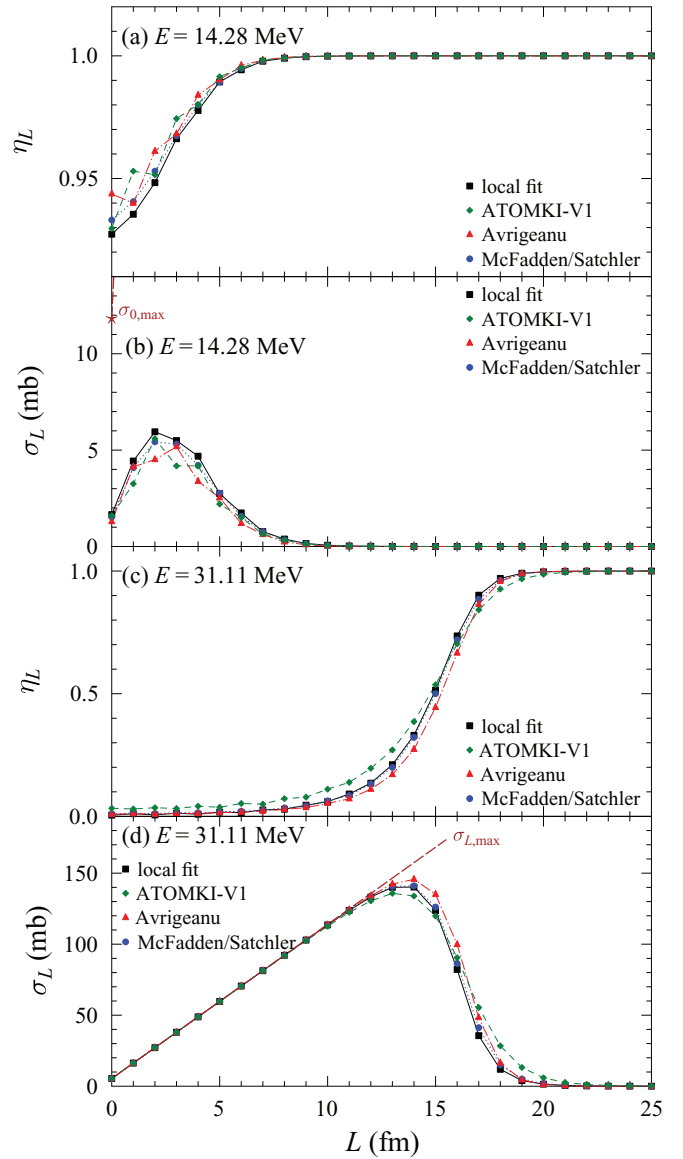 (a) E = 14.28 MeV
1.0
η_L
0.95
local fit
ATOMKI-V1
Avrigeanu
McFadden/Satchler
σ_0,max
local fit
ATOMKI-V1
Avrigeanu
McFadden/Satchler
(b) E = 14.28 MeV
10
σ_L (mb)
5
0
(c) E = 31.11 MeV
1.0
η_L
0.5
local fit
ATOMKI-V1
Avrigeanu
McFadden/Satchler
0.0
(d) E = 31.11 MeV
σ_L,max
local fit
ATOMKI-V1
Avrigeanu
McFadden/Satchler
150
σ_L (mb)
100
50
0
0 5 10 15 20 25
L (fm)